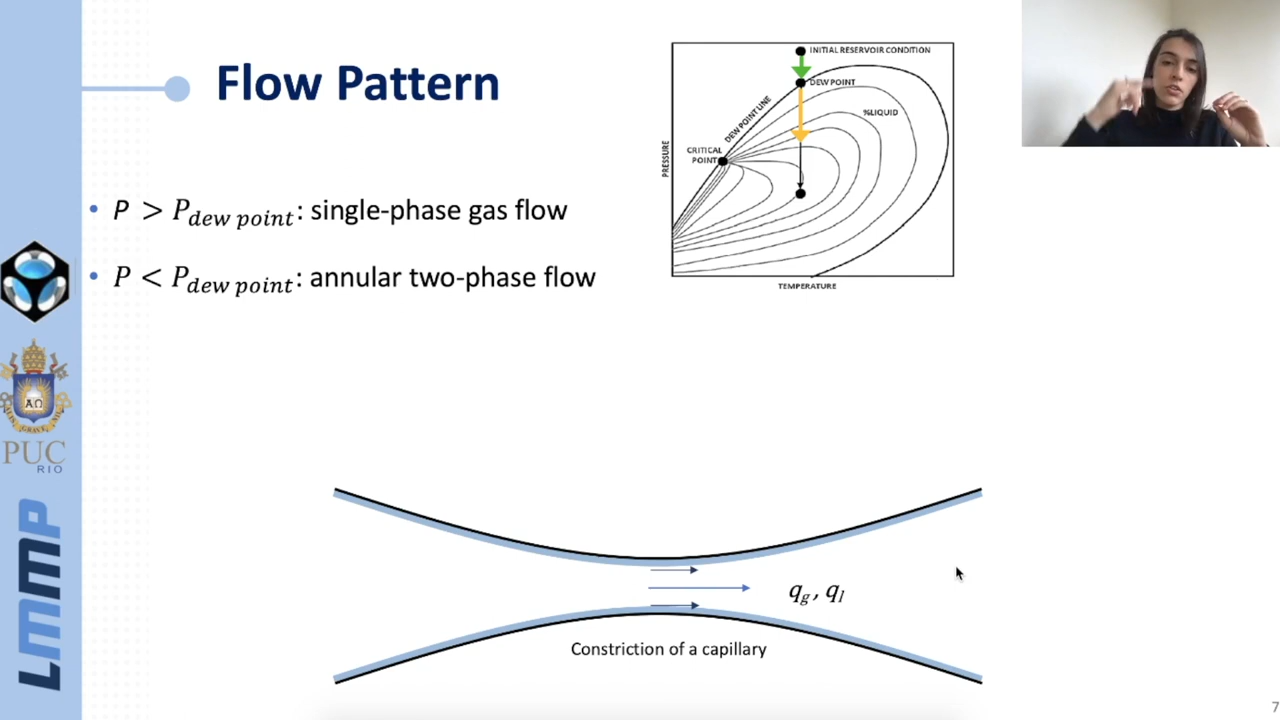 Flow Pattern
P > P_dew point: single-phase gas flow
P < P_dew point: annular two-phase flow
INITIAL RESERVOIR CONDITION
DEW POINT
DEW POINT LINE
%LIQUID
CRITICAL
POINT
PRESSURE
TEMPERATURE
AΩ
PUC
RIO
LMMP
q_g, q_l
Constriction of a capillary
7